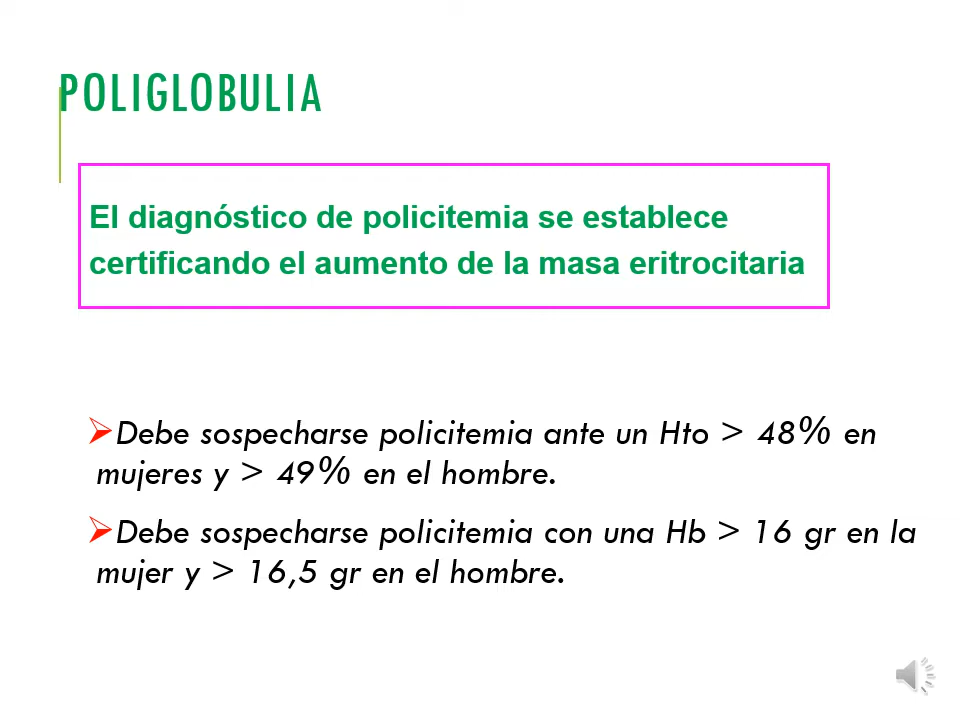 POLIGLOBULIA
El diagnóstico de policitemia se establece
certificando el aumento de la masa eritrocitaria
Debe sospecharse policitemia ante un Hto > 48% en
mujeres y > 49% en el hombre.
Debe sospecharse policitemia con una Hb > 16 gr en la
mujer y > 16,5 gr en el hombre.